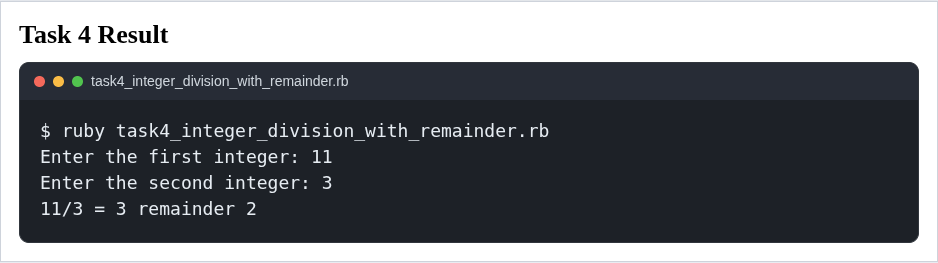 Task 4 Result
task4_integer_division_with_remainder.rb
$ ruby task4_integer_division_with_remainder.rb
Enter the first integer: 11
Enter the second integer: 3
11/3 = 3 remainder 2